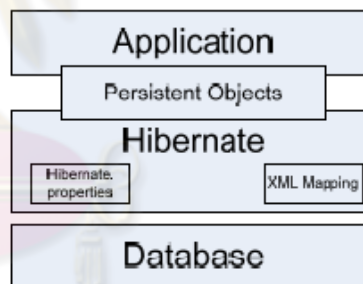 Application
Persistent Objects
Hibernate
Hibernate.
properties
XML Mapping
Database